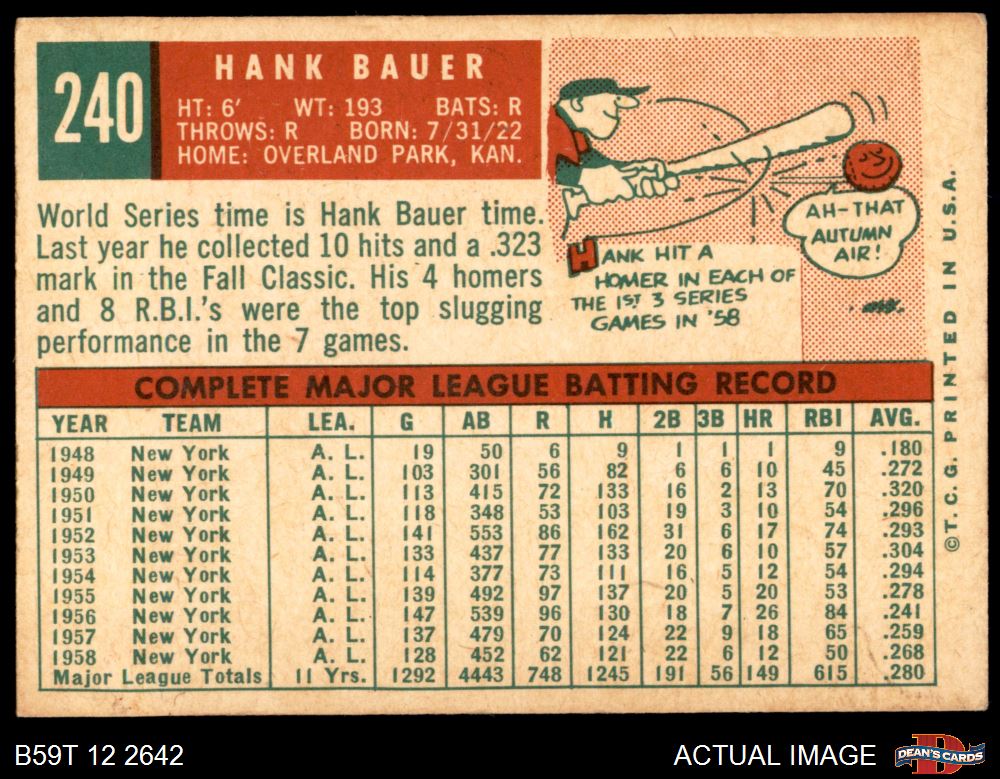 240
HANK BAUER
HT: 6' WT: 193 BATS: R
THROWS: R BORN: 7/31/22
HOME: OVERLAND PARK, KAN.
World Series time is Hank Bauer time.
Last year he collected 10 hits and a .323
mark in the Fall Classic. His 4 homers
and 8 R.B.I.'s were the top slugging
performance in the 7 games.
AH-THAT
AUTUMN
AIR!
HANK HIT A
HOMER IN EACH OF
THE 1ST 3 SERIES
GAMES IN '58
COMPLETE MAJOR LEAGUE BATTING RECORD
YEAR TEAM LEA. G AB R H 2B 3B HR RBI AVG.
1948 New York A. L. 19 50 6 9 1 1 1 9 .180
1949 New York A. L. 103 301 56 82 6 6 10 45 .272
1950 New York A. L. 113 415 72 133 16 2 13 70 .320
1951 New York A. L. 118 348 53 103 19 3 10 54 .296
1952 New York A. L. 141 553 86 162 31 6 17 74 .293
1953 New York A. L. 133 437 77 133 20 6 10 57 .304
1954 New York A. L. 114 377 73 111 16 5 12 54 .294
1955 New York A. L. 139 492 97 137 20 5 20 53 .278
1956 New York A. L. 147 539 96 130 18 7 26 84 .241
1957 New York A. L. 137 479 70 124 22 9 18 65 .259
1958 New York A. L. 128 452 62 121 22 6 12 50 .268
Major League Totals 11 Yrs. 1292 4443 748 1245 191 56 149 615 .280
© T. C. G. PRINTED IN U.S.A.
B59T 12 2642
ACTUAL IMAGE
D
DEAN'S CARDS